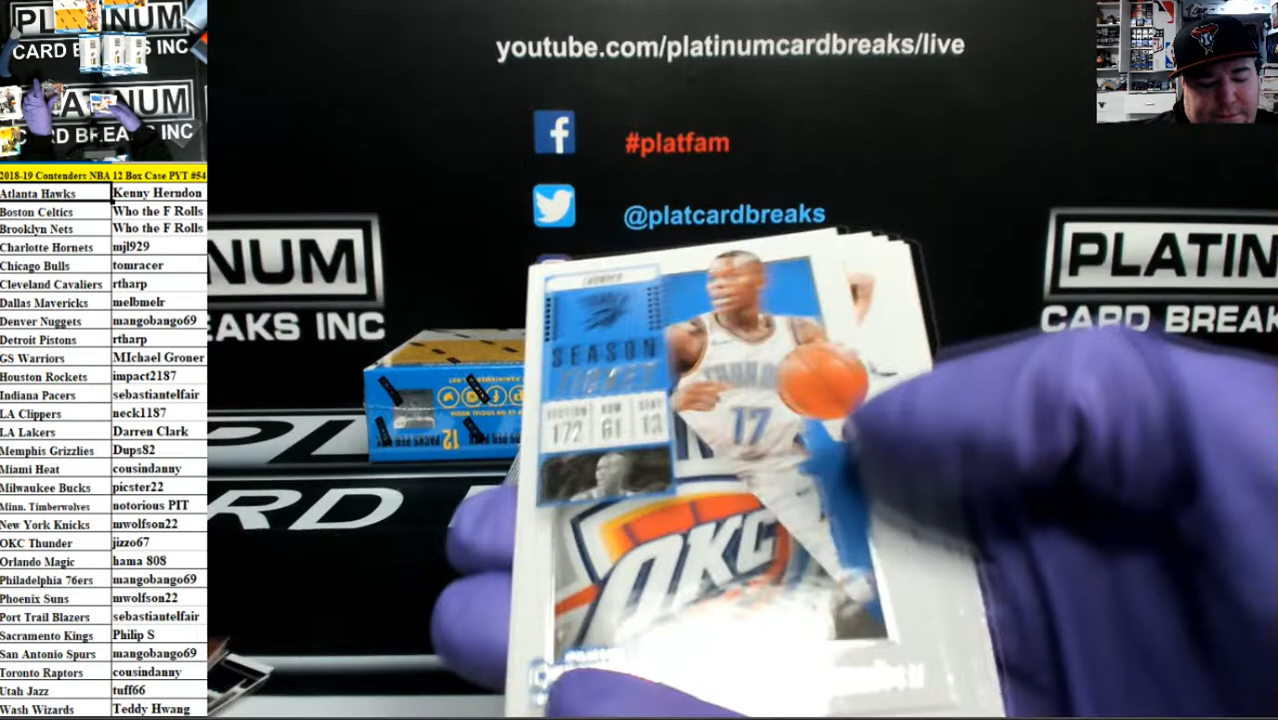 PLATINUM
CARD BREAKS INC
youtube.com/platinumcardbreaks/live
#platfam
@platcardbreaks
2018-19 Contenders NBA 12 Box Case PYT #54
Atlanta Hawks Kenny Herndon
Boston Celtics Who the F Rolls
Brooklyn Nets Who the F Rolls
Charlotte Hornets mjl929
Chicago Bulls tomracer
Cleveland Cavaliers rtharp
Dallas Mavericks melbmelr
Denver Nuggets mangobango69
Detroit Pistons rtharp
GS Warriors MIchael Groner
Houston Rockets impact2187
Indiana Pacers sebastiantelfair
LA Clippers neck1187
LA Lakers Darren Clark
Memphis Grizzlies Dups82
Miami Heat cousindanny
Milwaukee Bucks picster22
Minn. Timberwolves notorious PIT
New York Knicks mwolfson22
OKC Thunder jizzo67
Orlando Magic hama 808
Philadelphia 76ers mangobango69
Phoenix Suns mwolfson22
Port Trail Blazers sebastiantelfair
Sacramento Kings Philip S
San Antonio Spurs mangobango69
Toronto Raptors cousindanny
Utah Jazz tuff66
Wash Wizards Teddy Hwang
NUM
EAKS INC
PLATIN
CARD BREA
SEASON
TICKET
172 61 13
17
OKC
12
RD